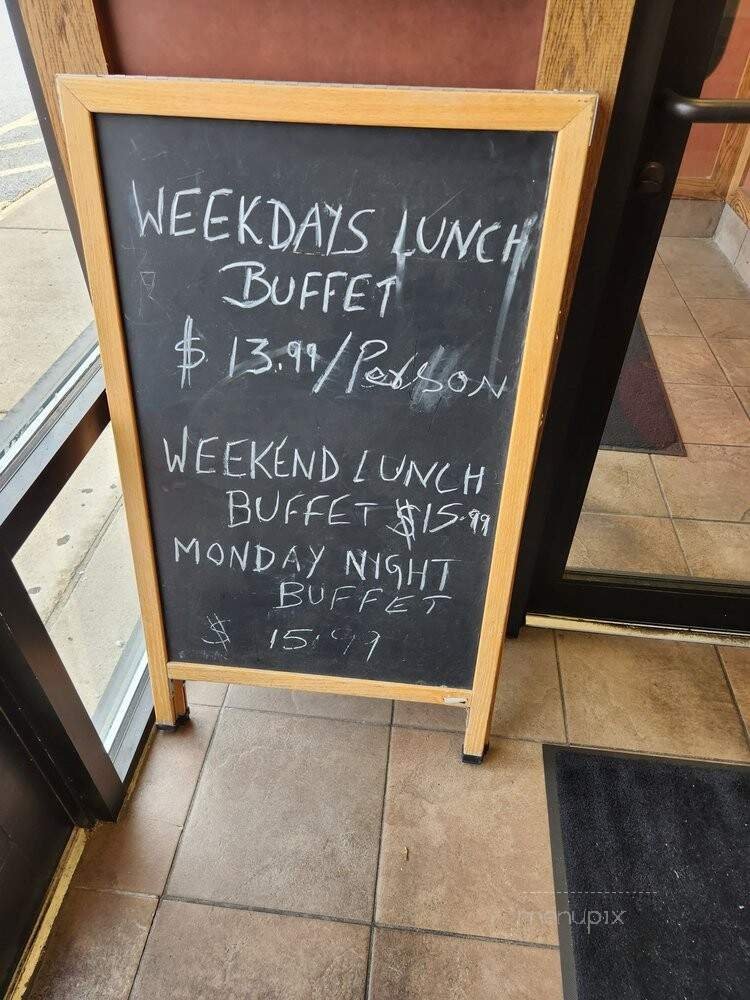 WEEKDAYS LUNCH
BUFFET
$ 13.99/Person
WEEKEND LUNCH
BUFFET $15.99
MONDAY NIGHT
BUFFET
$ 15.99
menupix